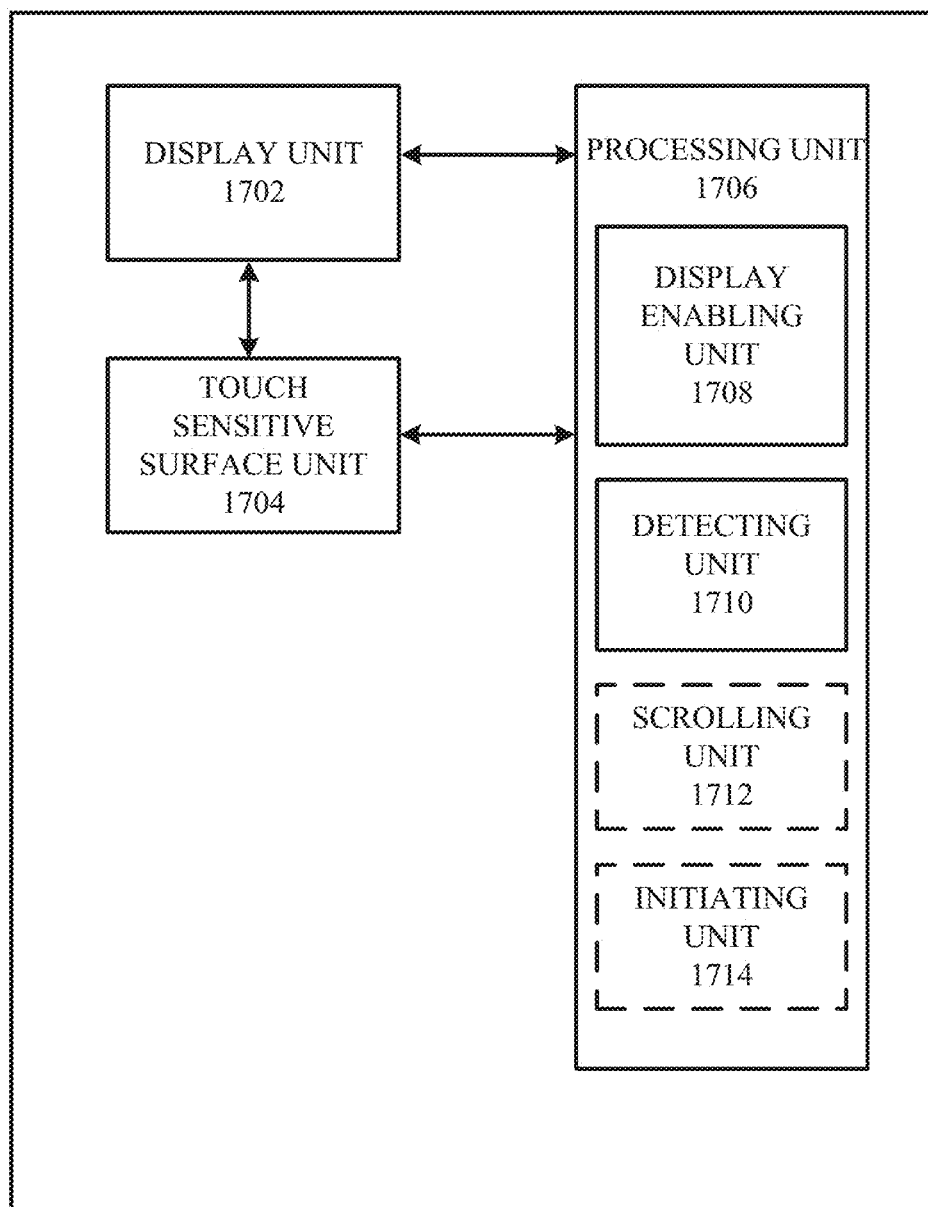 DISPLAY UNIT
1702
TOUCH
SENSITIVE
SURFACE UNIT
1704
PROCESSING UNIT
1706
DISPLAY
ENABLING
UNIT
1708
DETECTING
UNIT
1710
SCROLLING
UNIT
1712
INITIATING
UNIT
1714